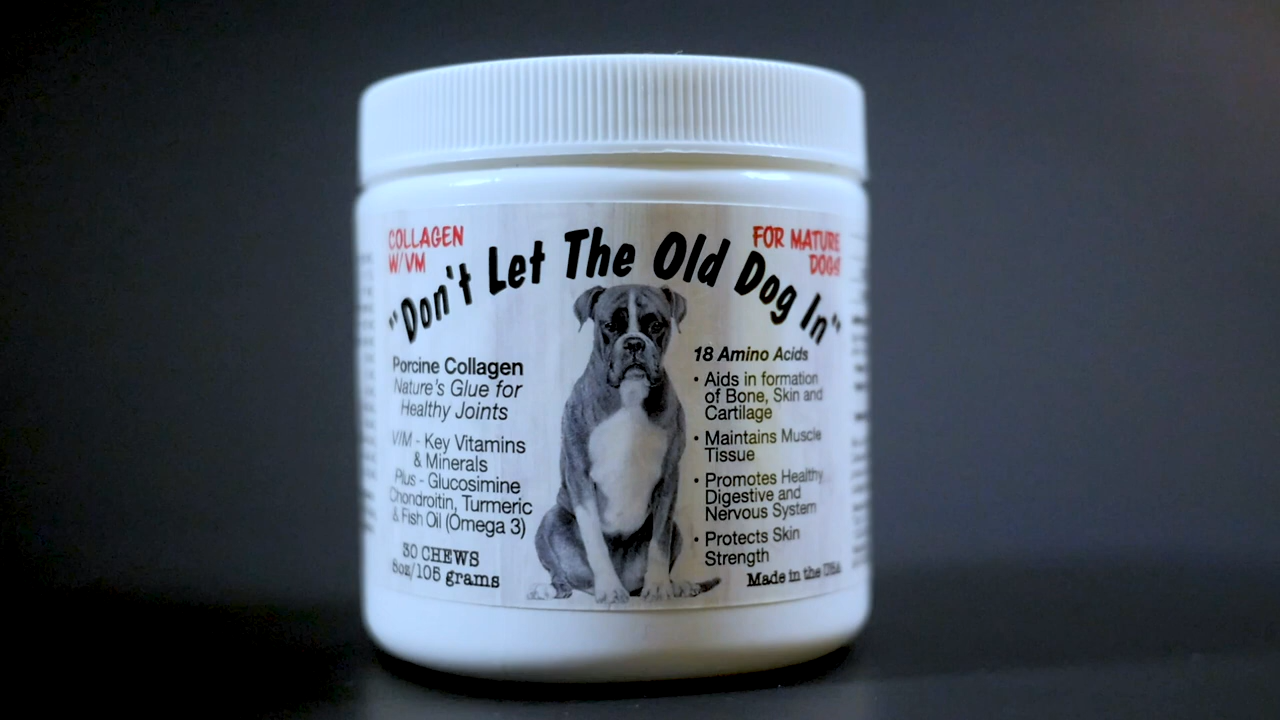 COLLAGEN
W/VM
FOR MATURE
DOGS
"Don't Let The Old Dog In"
Porcine Collagen
Nature's Glue for
Healthy Joints
V/M - Key Vitamins
& Minerals
Plus - Glucosimine
Chondroitin, Turmeric
& Fish Oil (Omega 3)
30 CHEWS
8oz/105 grams
18 Amino Acids
• Aids in formation
of Bone, Skin and
Cartilage
• Maintains Muscle
Tissue
• Promotes Healthy
Digestive and
Nervous System
• Protects Skin
Strength
Made in the USA